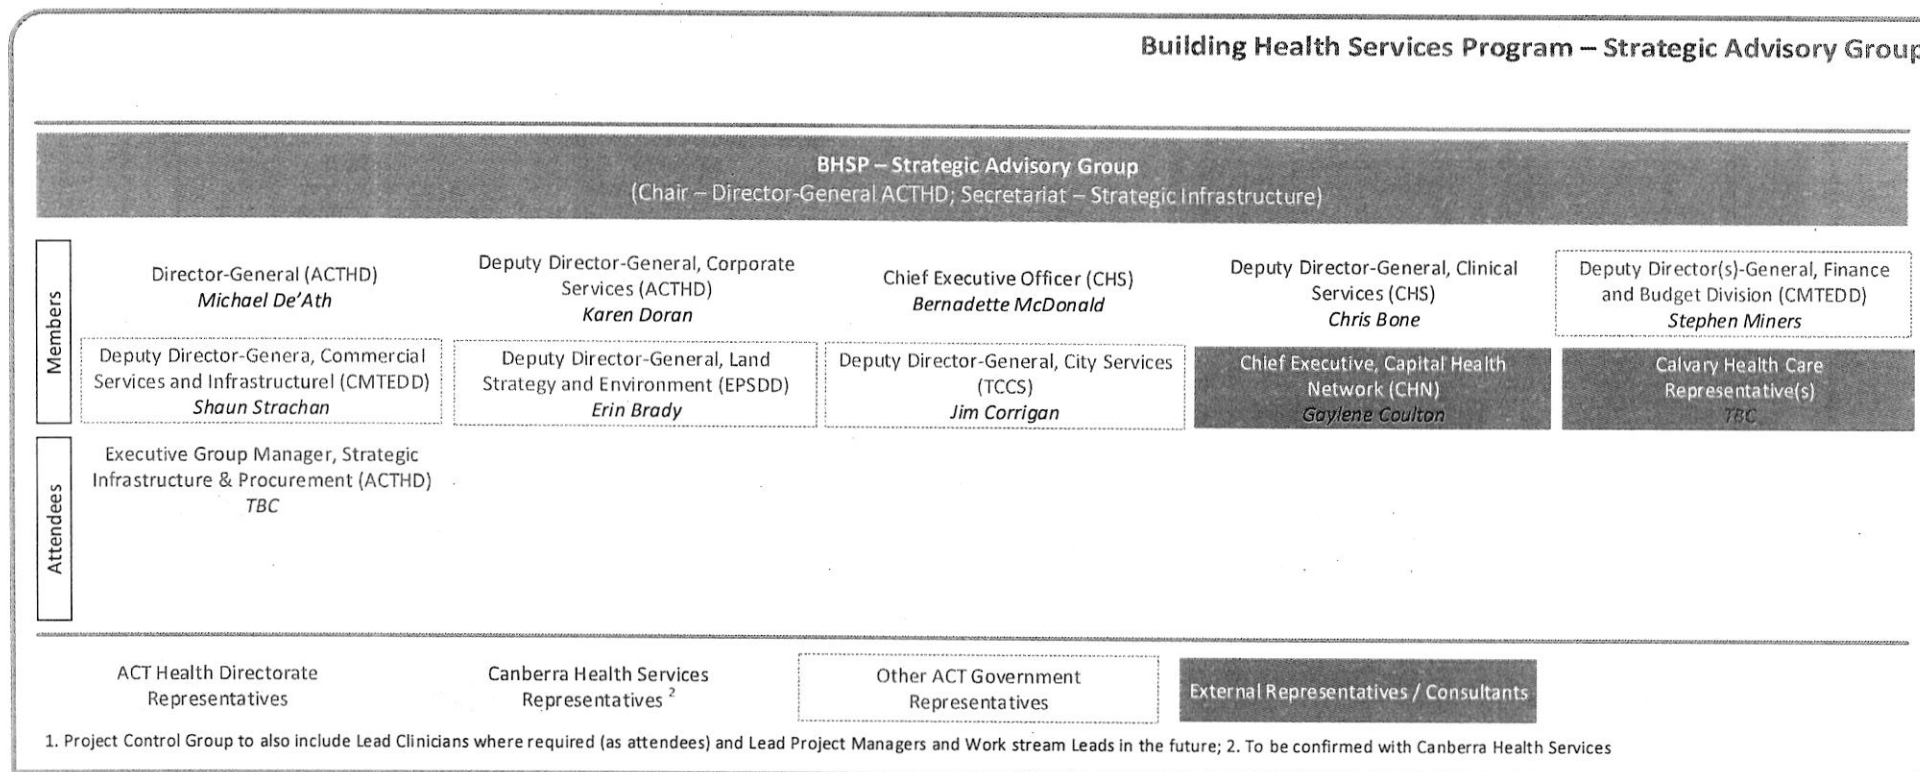 Building Health Services Program – Strategic Advisory Group
BHSP – Strategic Advisory Group
(Chair – Director-General ACTHD; Secretariat – Strategic Infrastructure)
Members
Director-General (ACTHD)
Michael De’Ath
Deputy Director-General, Corporate
Services (ACTHD)
Karen Doran
Chief Executive Officer (CHS)
Bernadette McDonald
Deputy Director-General, Clinical
Services (CHS)
Chris Bone
Deputy Director(s)-General, Finance
and Budget Division (CMTEDD)
Stephen Miners
Deputy Director-Genera, Commercial
Services and Infrastructurel (CMTEDD)
Shaun Strachan
Deputy Director-General, Land
Strategy and Environment (EPSDD)
Erin Brady
Deputy Director-General, City Services
(TCCS)
Jim Corrigan
Chief Executive, Capital Health
Network (CHN)
Gaylene Coulton
Calvary Health Care
Representative(s)
TBC
Attendees
Executive Group Manager, Strategic
Infrastructure & Procurement (ACTHD)
TBC
ACT Health Directorate
Representatives
Canberra Health Services
Representatives 2
Other ACT Government
Representatives
External Representatives / Consultants
1. Project Control Group to also include Lead Clinicians where required (as attendees) and Lead Project Managers and Work stream Leads in the future; 2. To be confirmed with Canberra Health Services